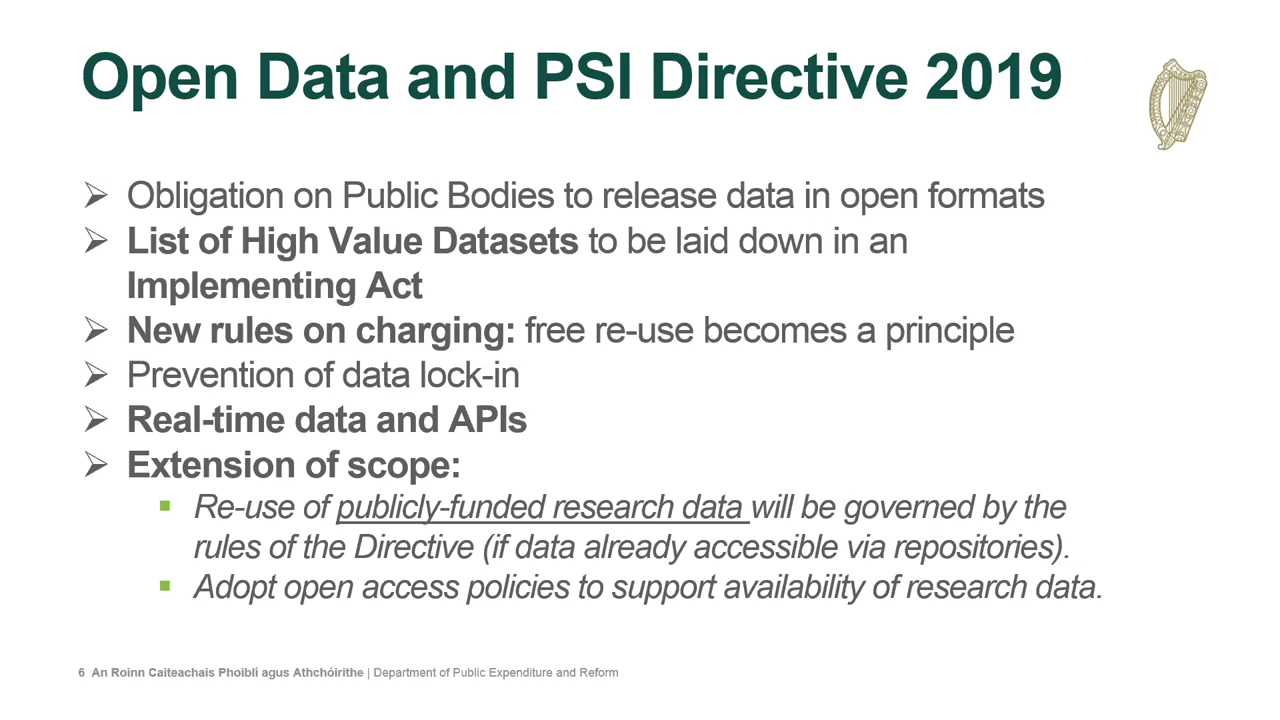 Open Data and PSI Directive 2019
➢ Obligation on Public Bodies to release data in open formats
➢ List of High Value Datasets to be laid down in an
Implementing Act
➢ New rules on charging: free re-use becomes a principle
➢ Prevention of data lock-in
➢ Real-time data and APIs
➢ Extension of scope:
▪ Re-use of publicly-funded research data will be governed by the
rules of the Directive (if data already accessible via repositories).
▪ Adopt open access policies to support availability of research data.
6 An Roinn Caiteachais Phoiblí agus Athchóirithe | Department of Public Expenditure and Reform